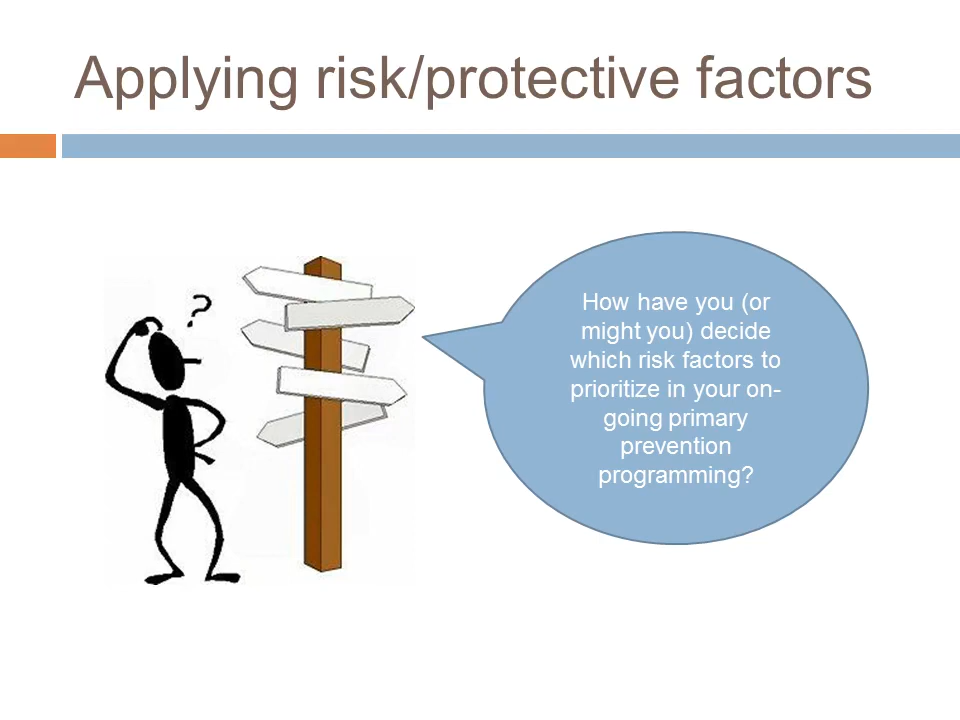 Applying risk/protective factors
?
How have you (or
might you) decide
which risk factors to
prioritize in your on-
going primary
prevention
programming?